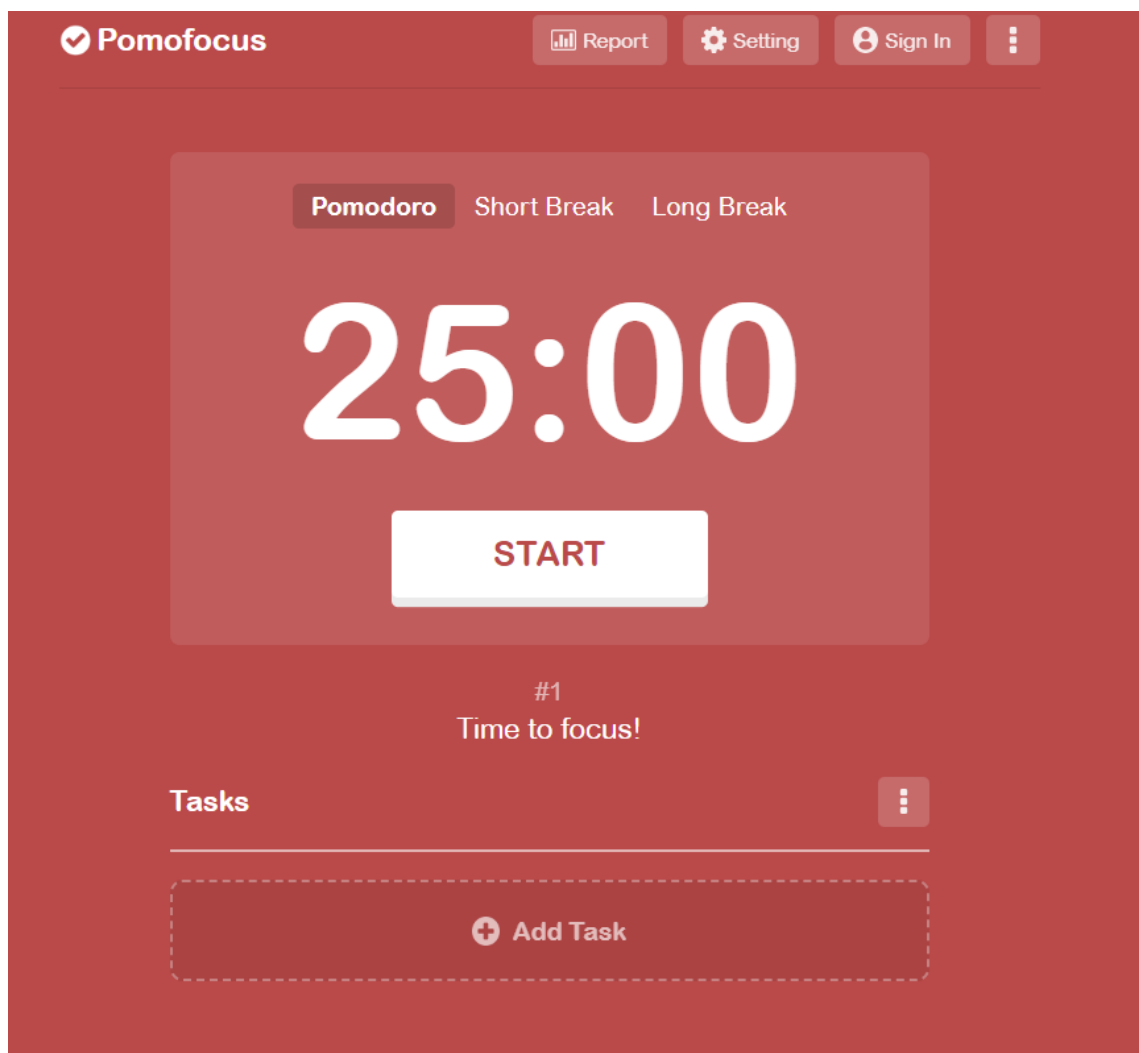 Pomofocus Report Setting Sign In
Pomodoro Short Break Long Break
25:00
START
#1
Time to focus!
Tasks
Add Task